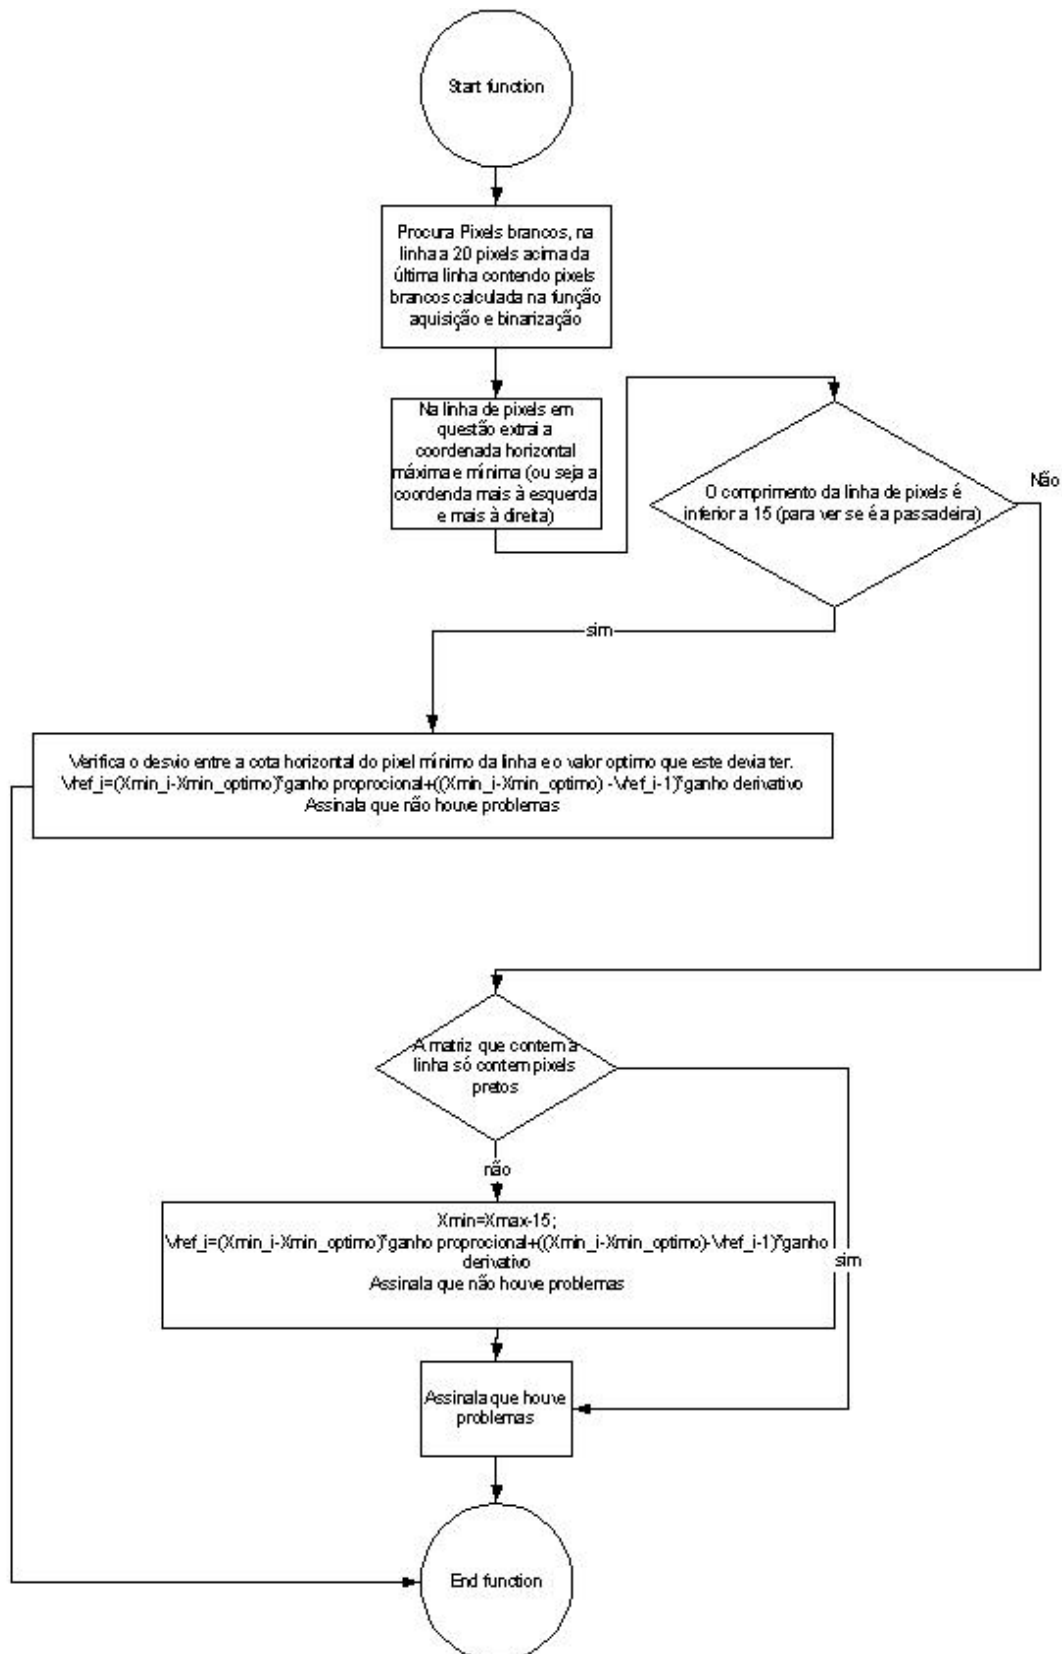 Start function
Procura Pixels brancos, na
linha a 20 pixels acima da
última linha contendo pixels
brancos calculada na função
aquisição e binarização
Na linha de pixels em
questão extrai a
coordenada horizontal
máxima e mínima (ou seja a
coordenda mais à esquerda
e mais à direita)
O comprimento da linha de pixels é
inferior a 15 (para ver se é a passadeira)
Não
sim
Verifica o desvio entre a cota horizontal do pixel mínimo da linha e o valor optimo que este devia ter.
Vref_i=(Xmin_i-Xmin_optimo)*ganho proprocional+((Xmin_i-Xmin_optimo) -Vref_i-1)*ganho derivativo
Assinala que não houve problemas
A matriz que contem a
linha só contem pixels
pretos
não
Xmin=Xmax-15;
Vref_i=(Xmin_i-Xmin_optimo)*ganho proprocional+((Xmin_i-Xmin_optimo)-Vref_i-1)*ganho
derivativo
Assinala que não houve problemas
sim
Assinala que houve
problemas
End function